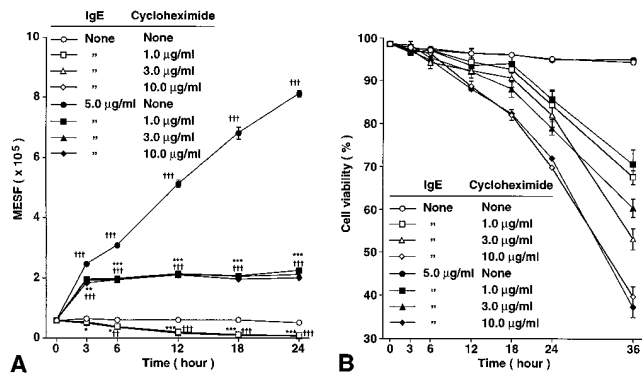 IgE Cycloheximide
None None
" 1.0 µg/ml
" 3.0 µg/ml
" 10.0 µg/ml
5.0 µg/ml None
" 1.0 µg/ml
" 3.0 µg/ml
" 10.0 µg/ml
MESF ( x 10⁵ )
10
8
6
4
2
0
†††
†††
†††
†††
†††
**
†††
***
†††
***
†††
***
†††
***
†††
*
*††
***†††
***†††
***†††
0 3 6 12 18 24
Time ( hour )
A
Cell viability ( % )
100
90
80
70
60
50
40
30
IgE Cycloheximide
None None
" 1.0 µg/ml
" 3.0 µg/ml
" 10.0 µg/ml
5.0 µg/ml None
" 1.0 µg/ml
" 3.0 µg/ml
" 10.0 µg/ml
0 3 6 12 18 24 36
Time ( hour )
B